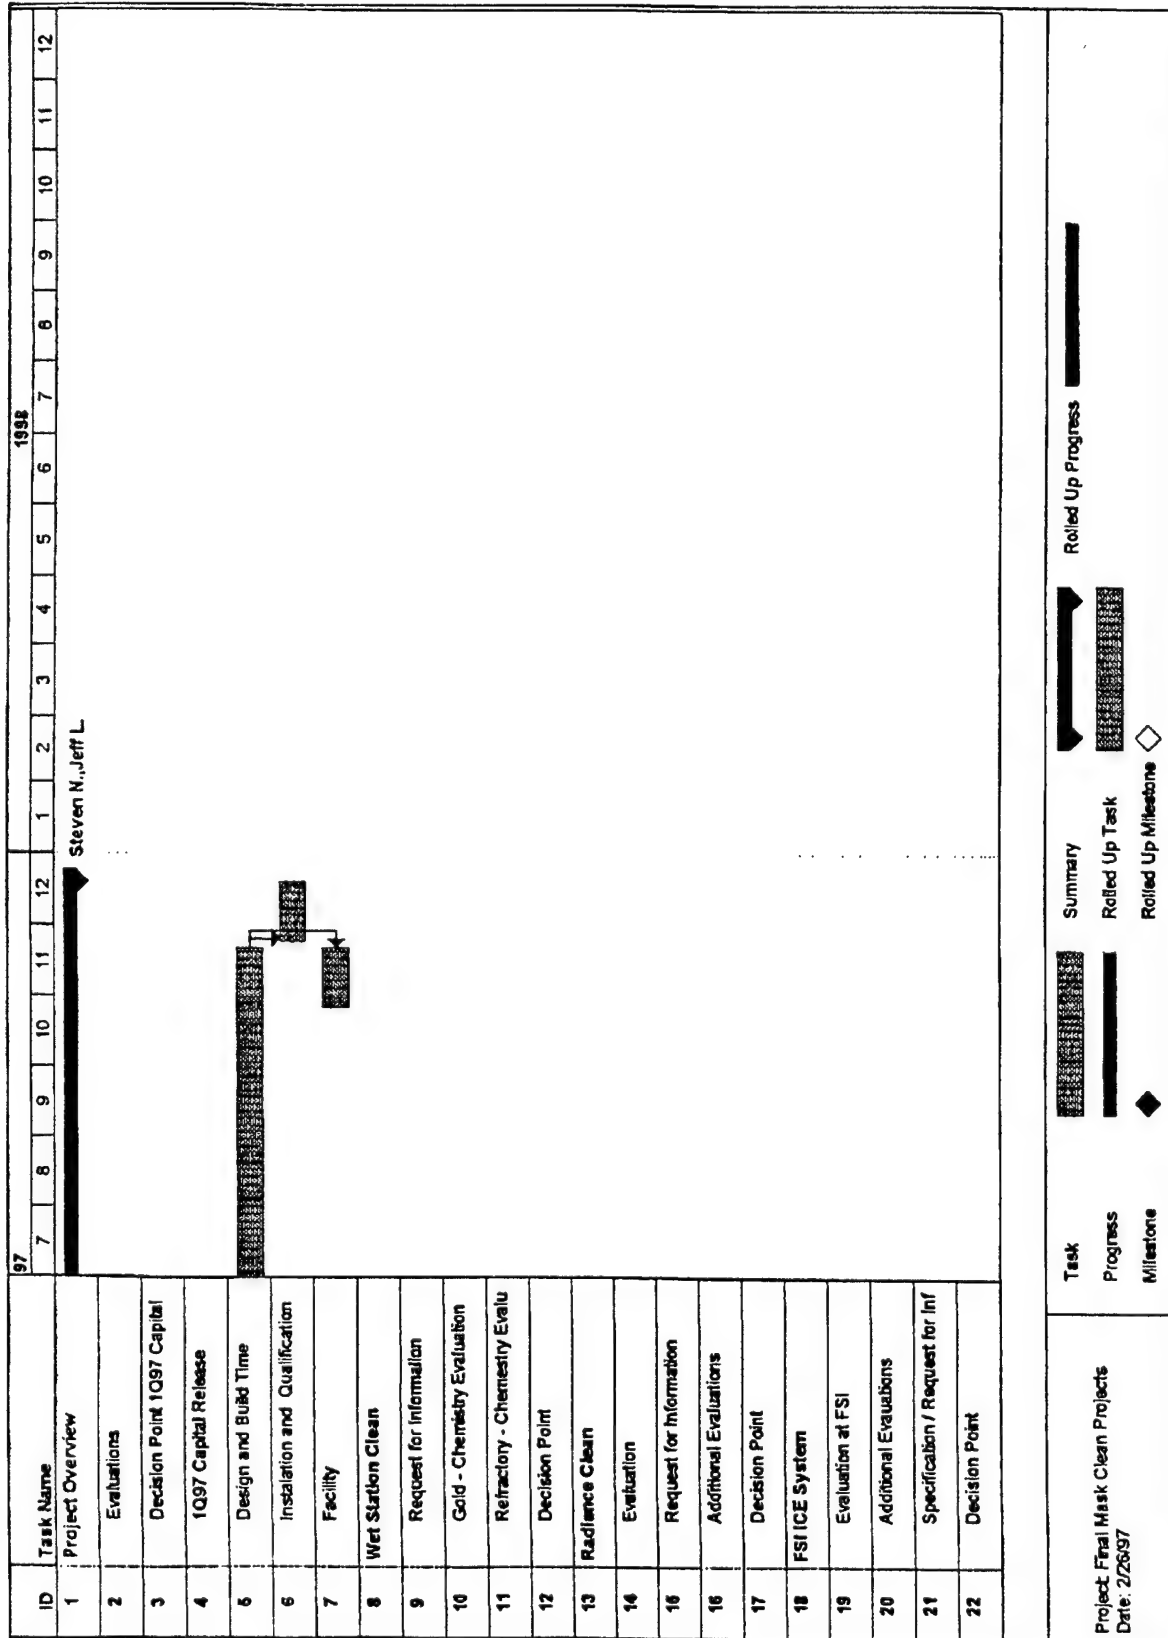 97
1998
ID Task Name 7 8 9 10 11 12 1 2 3 4 5 6 7 8 9 10 11 12
1 Project Overview Steven N.,Jeff L.
2 Evaluations
3 Decision Point 1Q97 Capital
4 1Q97 Capital Release
5 Design and Build Time
6 Instalation and Qualification
7 Facility
8 Wet Station Clean
9 Request for Information
10 Gold - Chemistry Evaluation
11 Refractory - Chemestry Evalu
12 Decision Point
13 Radiance Clean
14 Evaluation
15 Request for Information
16 Additional Evaluations
17 Decision Point
18 FSI ICE System
19 Evaluation at FSI
20 Additional Evauations
21 Specification / Request for Inf
22 Decision Point
Project: Final Mask Clean Projects
Date: 2/26/97
Task Summary Rolled Up Progress
Progress Rolled Up Task
Milestone Rolled Up Milestone